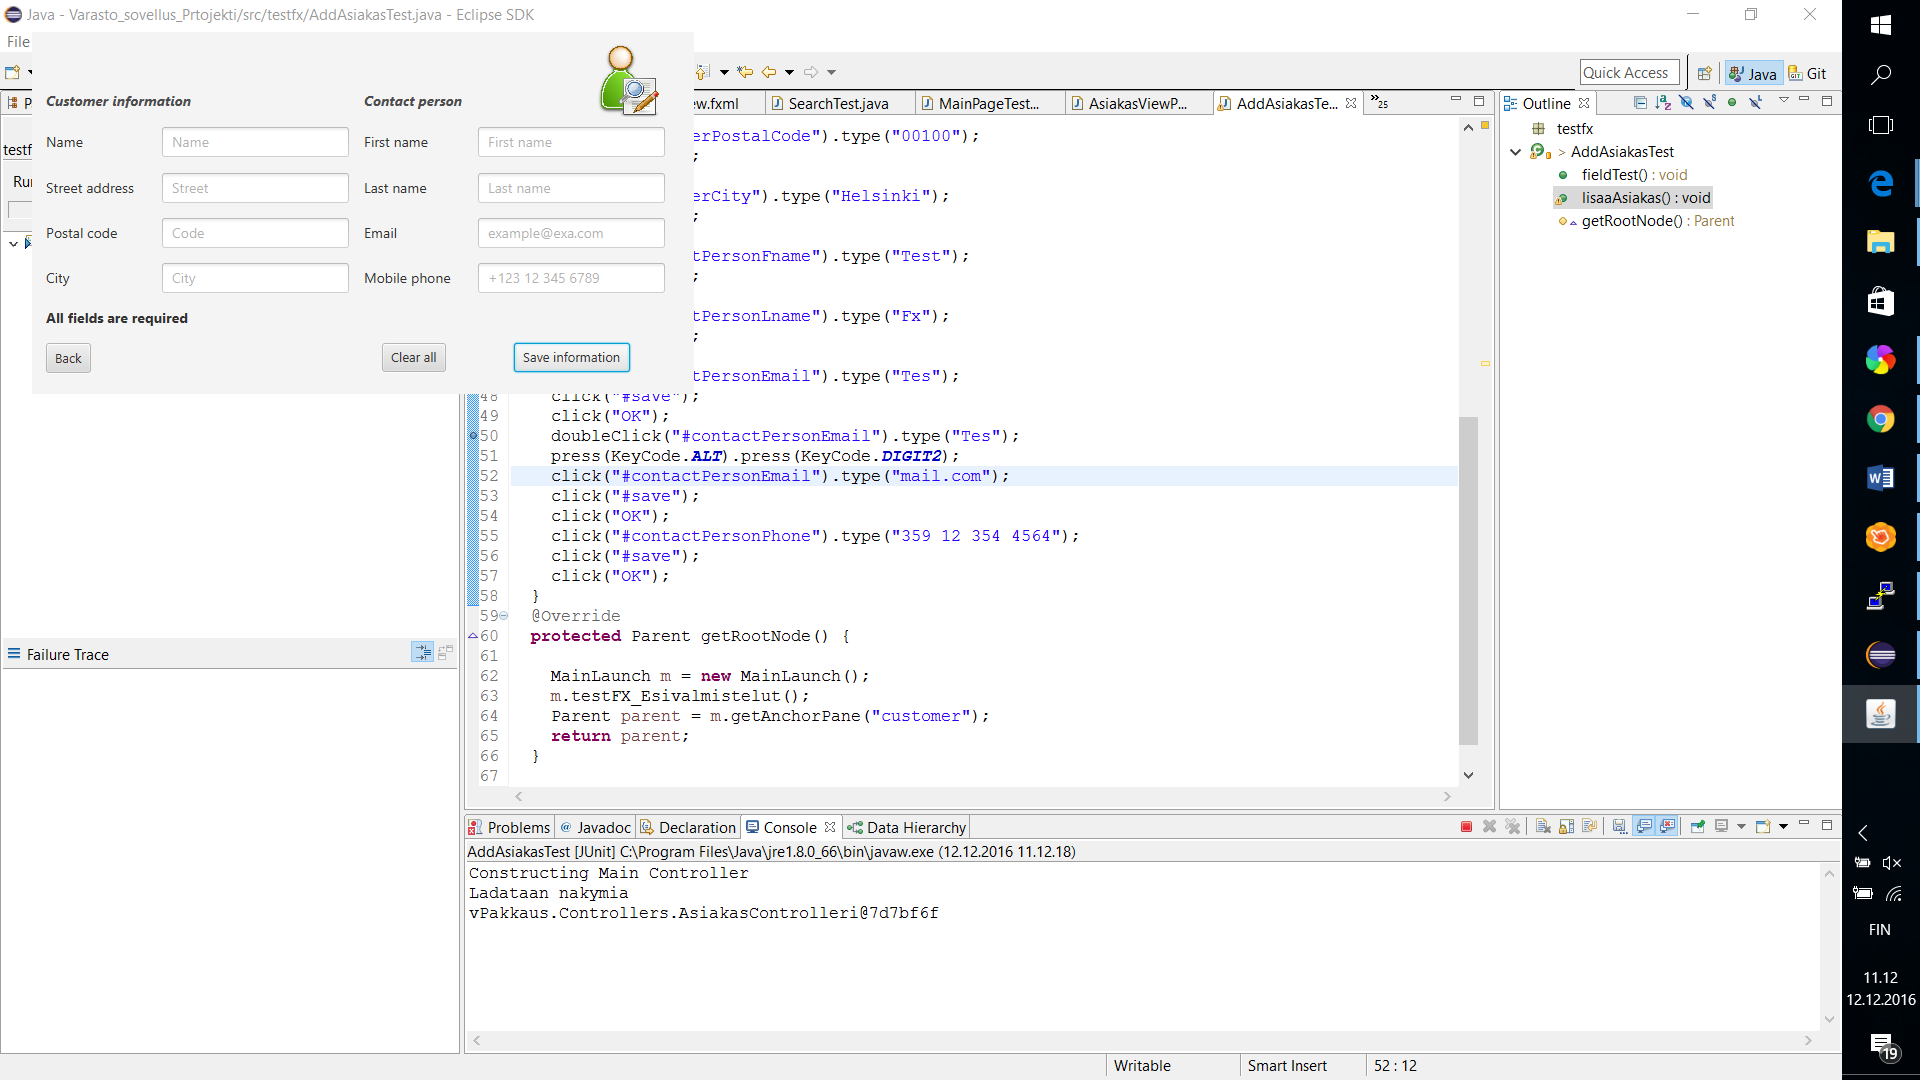 Java - Varasto_sovellus_Prtojekti/src/testfx/AddAsiakasTest.java - Eclipse SDK
File
Quick Access
Java
Git
Customer information
Contact person
Name
Name
First name
First name
Street address
Street
Last name
Last name
Postal code
Code
Email
example@exa.com
City
City
Mobile phone
+123 12 345 6789
All fields are required
Back
Clear all
Save information
P
testf
Rur
ew.fxml
SearchTest.java
MainPageTest...
AsiakasViewP...
AddAsiakasTe...
»25
erPostalCode").type("00100");
;
erCity").type("Helsinki");
;
tPersonFname").type("Test");
;
tPersonLname").type("Fx");
;
tPersonEmail").type("Tes");
48 click("#save");
49 click("OK");
50 doubleClick("#contactPersonEmail").type("Tes");
51 press(KeyCode.ALT).press(KeyCode.DIGIT2);
52 click("#contactPersonEmail").type("mail.com");
53 click("#save");
54 click("OK");
55 click("#contactPersonPhone").type("359 12 354 4564");
56 click("#save");
57 click("OK");
58 }
59 @Override
60 protected Parent getRootNode() {
61
62 MainLaunch m = new MainLaunch();
63 m.testFX_Esivalmistelut();
64 Parent parent = m.getAnchorPane("customer");
65 return parent;
66 }
67
Outline
testfx
> AddAsiakasTest
fieldTest() : void
lisaaAsiakas() : void
getRootNode() : Parent
Failure Trace
Problems
@ Javadoc
Declaration
Console
Data Hierarchy
AddAsiakasTest [JUnit] C:\Program Files\Java\jre1.8.0_66\bin\javaw.exe (12.12.2016 11.12.18)
Constructing Main Controller
Ladataan nakymia
vPakkaus.Controllers.AsiakasControlleri@7d7bf6f
Writable
Smart Insert
52 : 12
FIN
11.12
12.12.2016
19